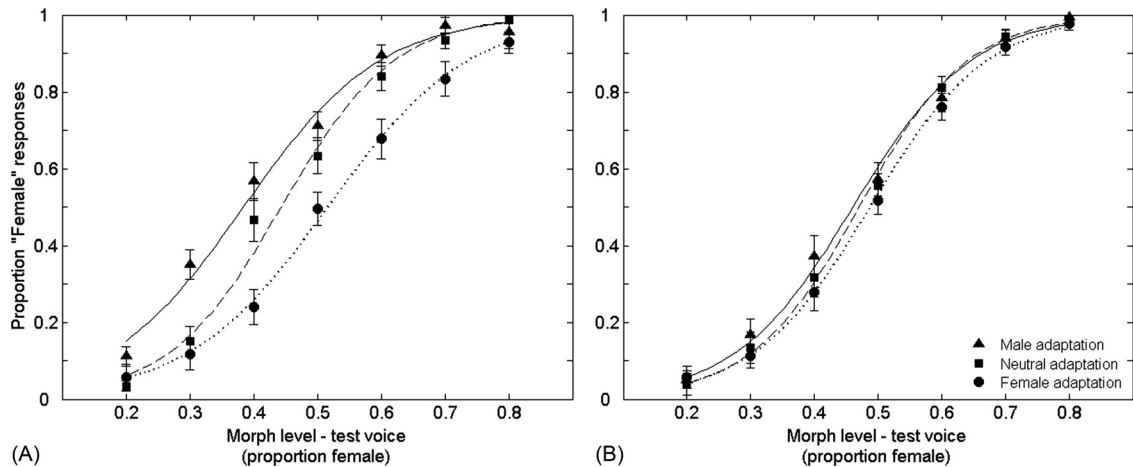 Proportion "Female" responses
1
0.8
0.6
0.4
0.2
0
0.2 0.3 0.4 0.5 0.6 0.7 0.8
Morph level - test voice
(proportion female)
(A)
1
0.8
0.6
0.4
0.2
0
0.2 0.3 0.4 0.5 0.6 0.7 0.8
Morph level - test voice
(proportion female)
(B)
Male adaptation
Neutral adaptation
Female adaptation